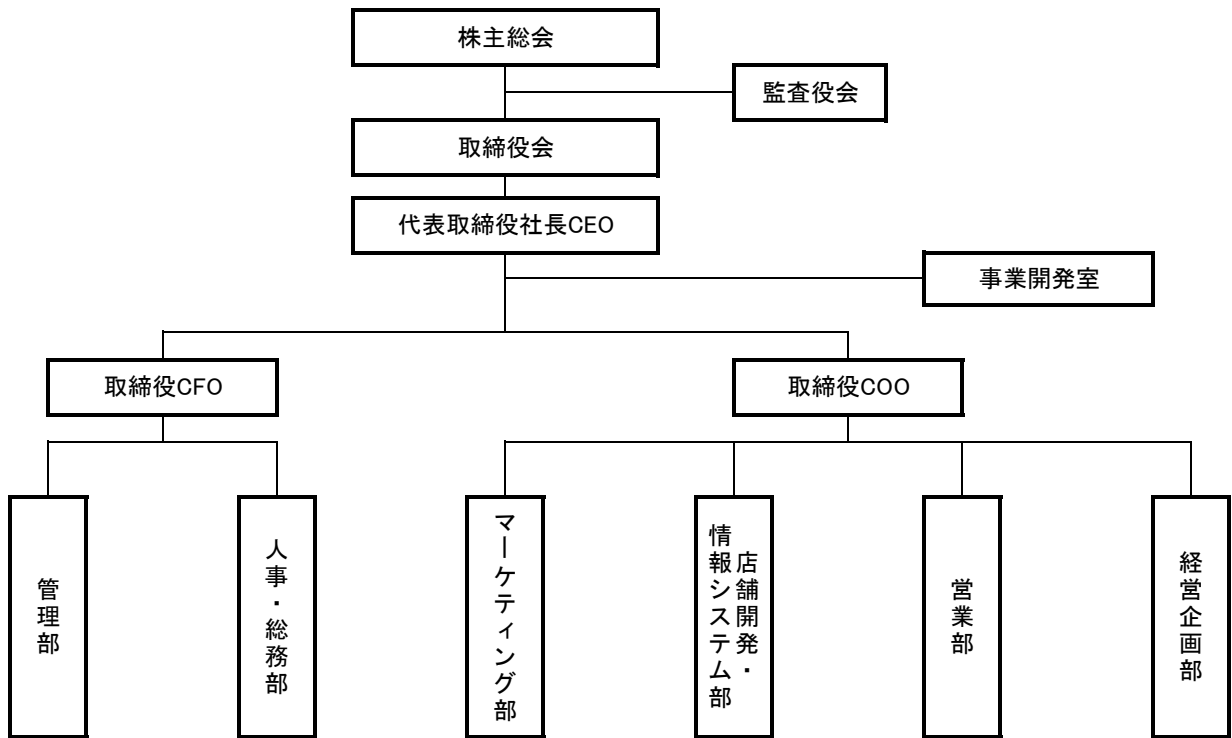 株主総会
監査役会
取締役会
代表取締役社長CEO
事業開発室
取締役CFO
取締役COO
管理部
人事・総務部
マーケティング部
店舗開発・
情報システム部
営業部
経営企画部